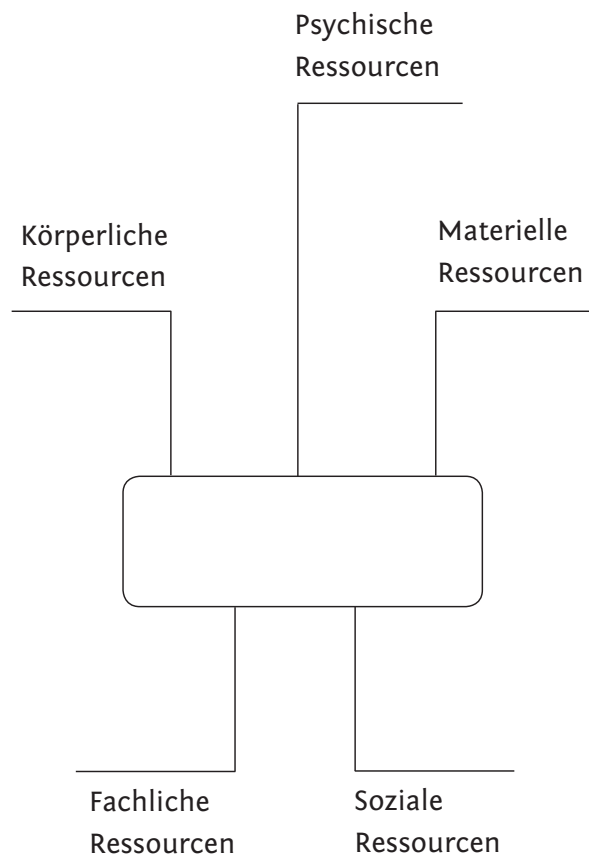 Psychische
Ressourcen
Körperliche
Ressourcen
Materielle
Ressourcen
Fachliche
Ressourcen
Soziale
Ressourcen